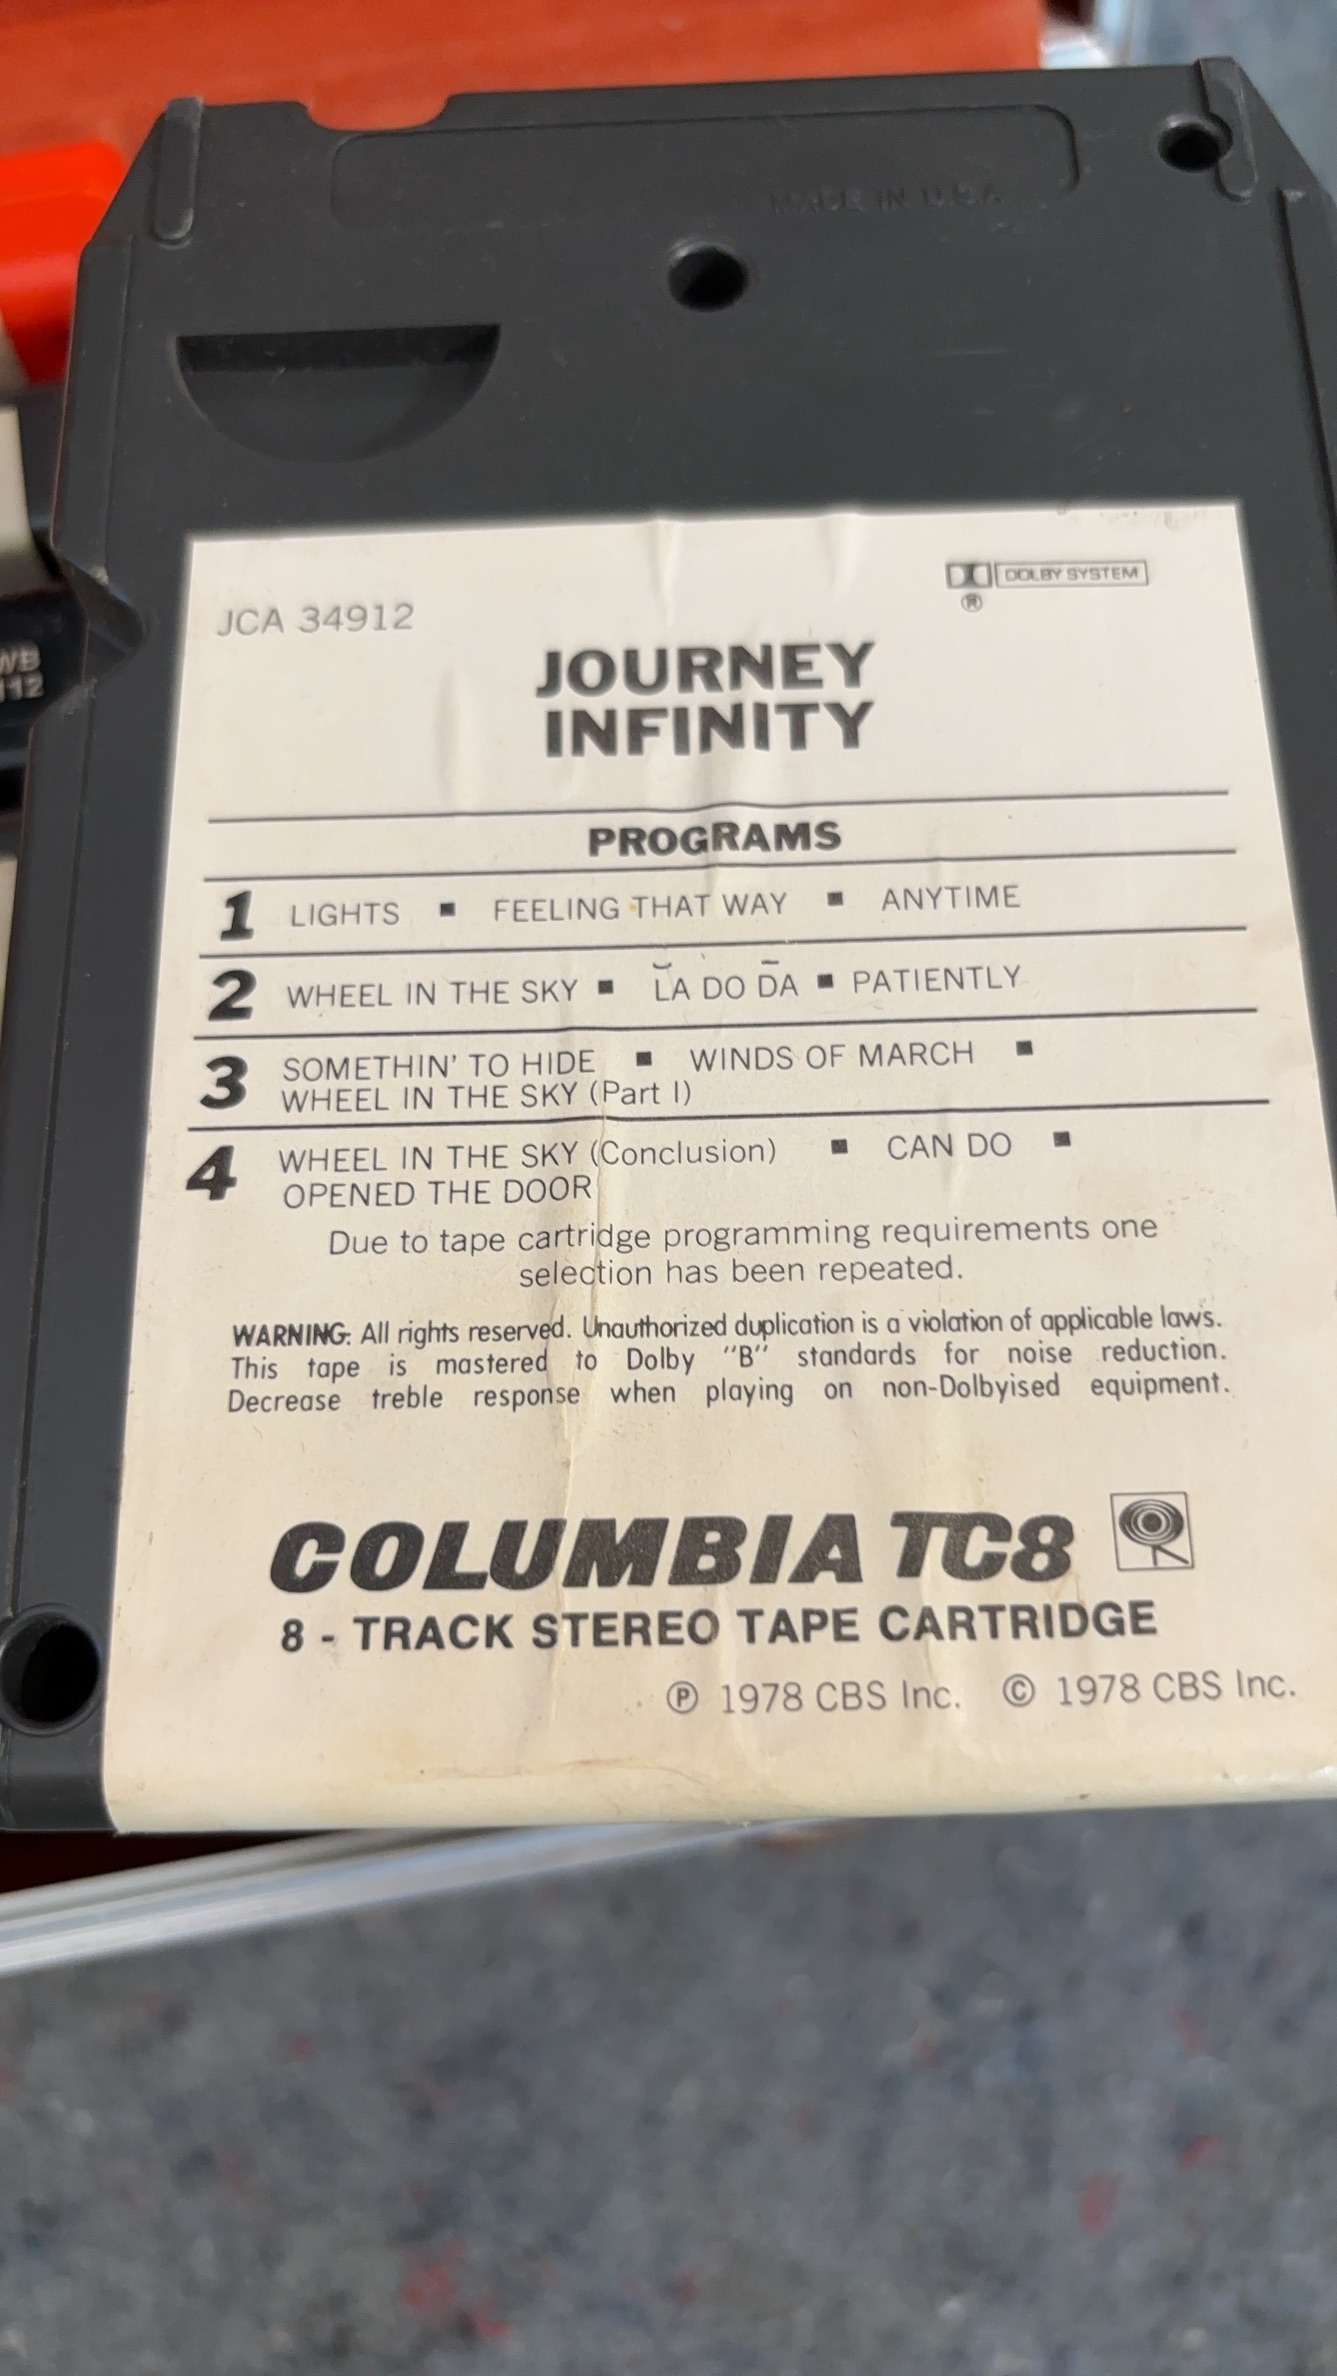 MADE IN U.S.A
WB
112
JCA 34912
DOLBY SYSTEM
®
JOURNEY
INFINITY
PROGRAMS
1 LIGHTS ■ FEELING THAT WAY ■ ANYTIME
2 WHEEL IN THE SKY ■ L̆A DO D̄A ■ PATIENTLY
3 SOMETHIN' TO HIDE ■ WINDS OF MARCH ■
WHEEL IN THE SKY (Part I)
4 WHEEL IN THE SKY (Conclusion) ■ CAN DO ■
OPENED THE DOOR
Due to tape cartridge programming requirements one
selection has been repeated.
WARNING: All rights reserved. Unauthorized duplication is a violation of applicable laws.
This tape is mastered to Dolby "B" standards for noise reduction.
Decrease treble response when playing on non-Dolbyised equipment.
COLUMBIA TC8
8 - TRACK STEREO TAPE CARTRIDGE
Ⓟ 1978 CBS Inc. © 1978 CBS Inc.